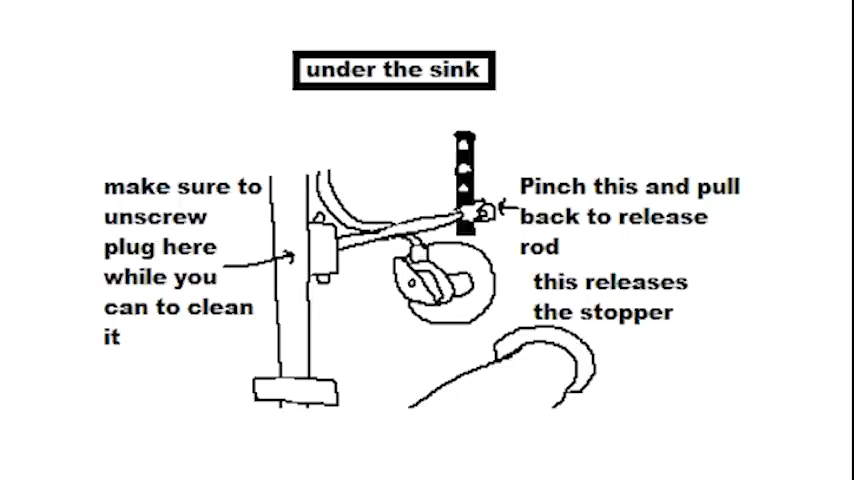 under the sink
make sure to
unscrew
plug here
while you
can to clean
it
Pinch this and pull
back to release
rod
this releases
the stopper